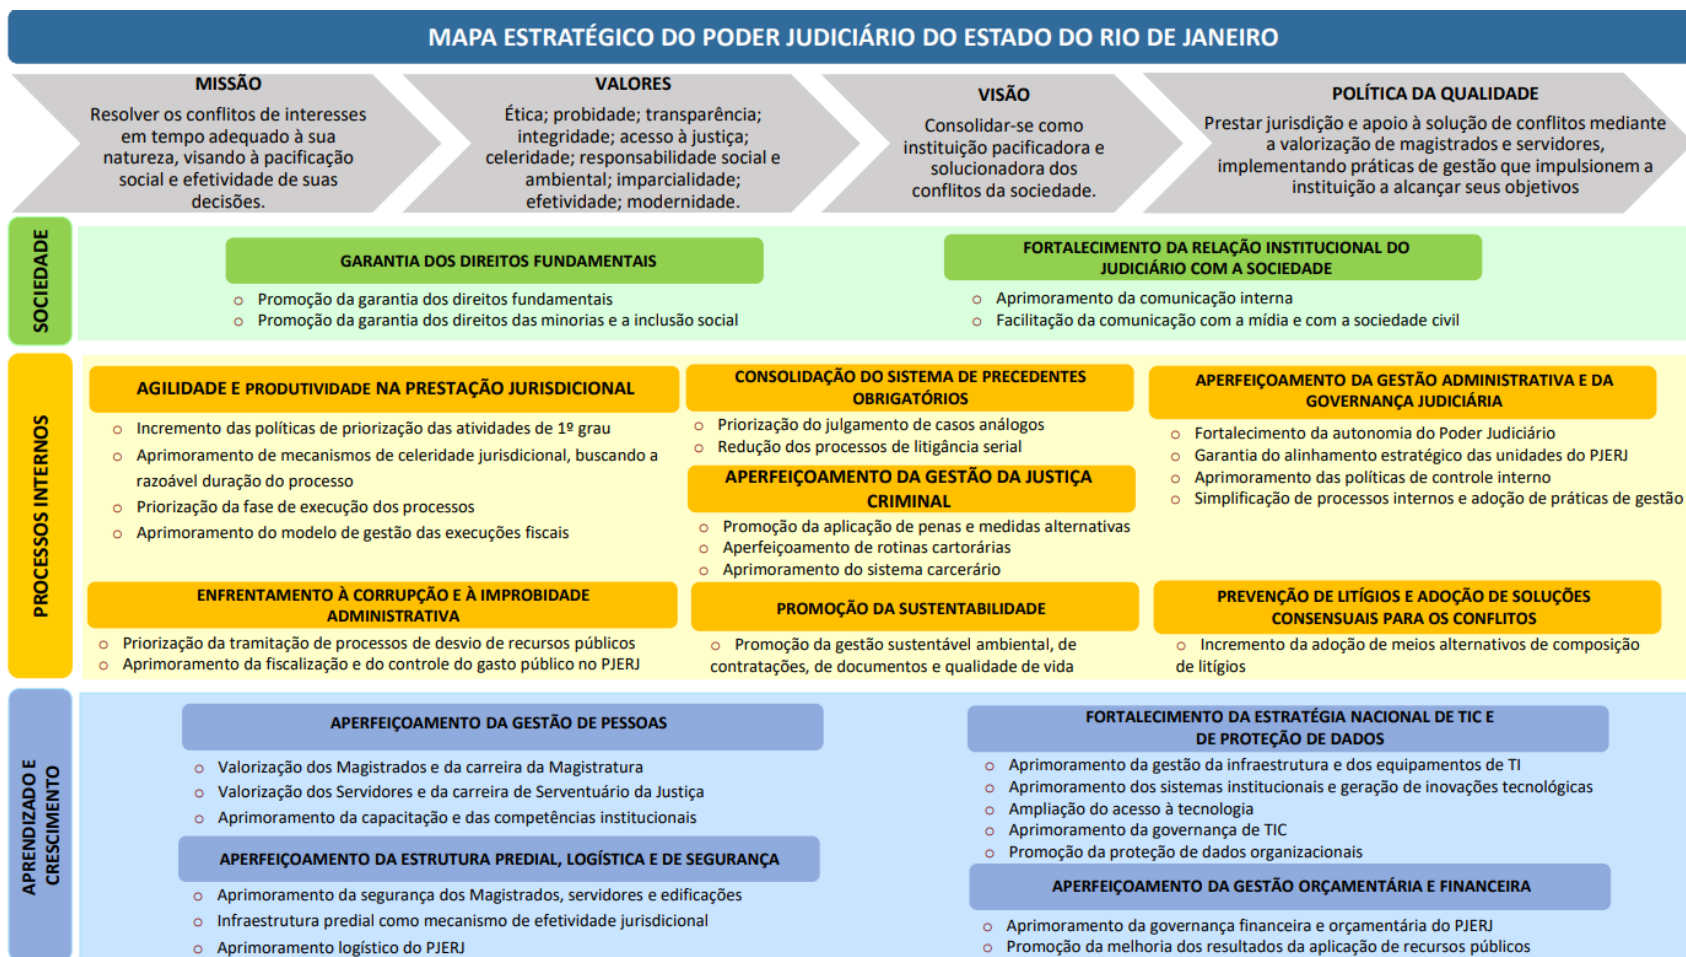 MAPA ESTRATÉGICO DO PODER JUDICIÁRIO DO ESTADO DO RIO DE JANEIRO
MISSÃO
Resolver os conflitos de interesses
em tempo adequado à sua
natureza, visando à pacificação
social e efetividade de suas
decisões.
VALORES
Ética; probidade; transparência;
integridade; acesso à justiça;
celeridade; responsabilidade social e
ambiental; imparcialidade;
efetividade; modernidade.
VISÃO
Consolidar-se como
instituição pacificadora e
solucionadora dos
conflitos da sociedade.
POLÍTICA DA QUALIDADE
Prestar jurisdição e apoio à solução de conflitos mediante
a valorização de magistrados e servidores,
implementando práticas de gestão que impulsionem a
instituição a alcançar seus objetivos
SOCIEDADE
GARANTIA DOS DIREITOS FUNDAMENTAIS
o Promoção da garantia dos direitos fundamentais
o Promoção da garantia dos direitos das minorias e a inclusão social
FORTALECIMENTO DA RELAÇÃO INSTITUCIONAL DO
JUDICIÁRIO COM A SOCIEDADE
o Aprimoramento da comunicação interna
o Facilitação da comunicação com a mídia e com a sociedade civil
PROCESSOS INTERNOS
AGILIDADE E PRODUTIVIDADE NA PRESTAÇÃO JURISDICIONAL
o Incremento das políticas de priorização das atividades de 1º grau
o Aprimoramento de mecanismos de celeridade jurisdicional, buscando a
razoável duração do processo
o Priorização da fase de execução dos processos
o Aprimoramento do modelo de gestão das execuções fiscais
CONSOLIDAÇÃO DO SISTEMA DE PRECEDENTES
OBRIGATÓRIOS
o Priorização do julgamento de casos análogos
o Redução dos processos de litigância serial
APERFEIÇOAMENTO DA GESTÃO DA JUSTIÇA
CRIMINAL
o Promoção da aplicação de penas e medidas alternativas
o Aperfeiçoamento de rotinas cartorárias
o Aprimoramento do sistema carcerário
APERFEIÇOAMENTO DA GESTÃO ADMINISTRATIVA E DA
GOVERNANÇA JUDICIÁRIA
o Fortalecimento da autonomia do Poder Judiciário
o Garantia do alinhamento estratégico das unidades do PJERJ
o Aprimoramento das políticas de controle interno
o Simplificação de processos internos e adoção de práticas de gestão
ENFRENTAMENTO À CORRUPÇÃO E À IMPROBIDADE
ADMINISTRATIVA
o Priorização da tramitação de processos de desvio de recursos públicos
o Aprimoramento da fiscalização e do controle do gasto público no PJERJ
PROMOÇÃO DA SUSTENTABILIDADE
o Promoção da gestão sustentável ambiental, de
contratações, de documentos e qualidade de vida
PREVENÇÃO DE LITÍGIOS E ADOÇÃO DE SOLUÇÕES
CONSENSUAIS PARA OS CONFLITOS
o Incremento da adoção de meios alternativos de composição
de litígios
APRENDIZADO E
CRESCIMENTO
APERFEIÇOAMENTO DA GESTÃO DE PESSOAS
o Valorização dos Magistrados e da carreira da Magistratura
o Valorização dos Servidores e da carreira de Serventuário da Justiça
o Aprimoramento da capacitação e das competências institucionais
APERFEIÇOAMENTO DA ESTRUTURA PREDIAL, LOGÍSTICA E DE SEGURANÇA
o Aprimoramento da segurança dos Magistrados, servidores e edificações
o Infraestrutura predial como mecanismo de efetividade jurisdicional
o Aprimoramento logístico do PJERJ
FORTALECIMENTO DA ESTRATÉGIA NACIONAL DE TIC E
DE PROTEÇÃO DE DADOS
o Aprimoramento da gestão da infraestrutura e dos equipamentos de TI
o Aprimoramento dos sistemas institucionais e geração de inovações tecnológicas
o Ampliação do acesso à tecnologia
o Aprimoramento da governança de TIC
o Promoção da proteção de dados organizacionais
APERFEIÇOAMENTO DA GESTÃO ORÇAMENTÁRIA E FINANCEIRA
o Aprimoramento da governança financeira e orçamentária do PJERJ
o Promoção da melhoria dos resultados da aplicação de recursos públicos